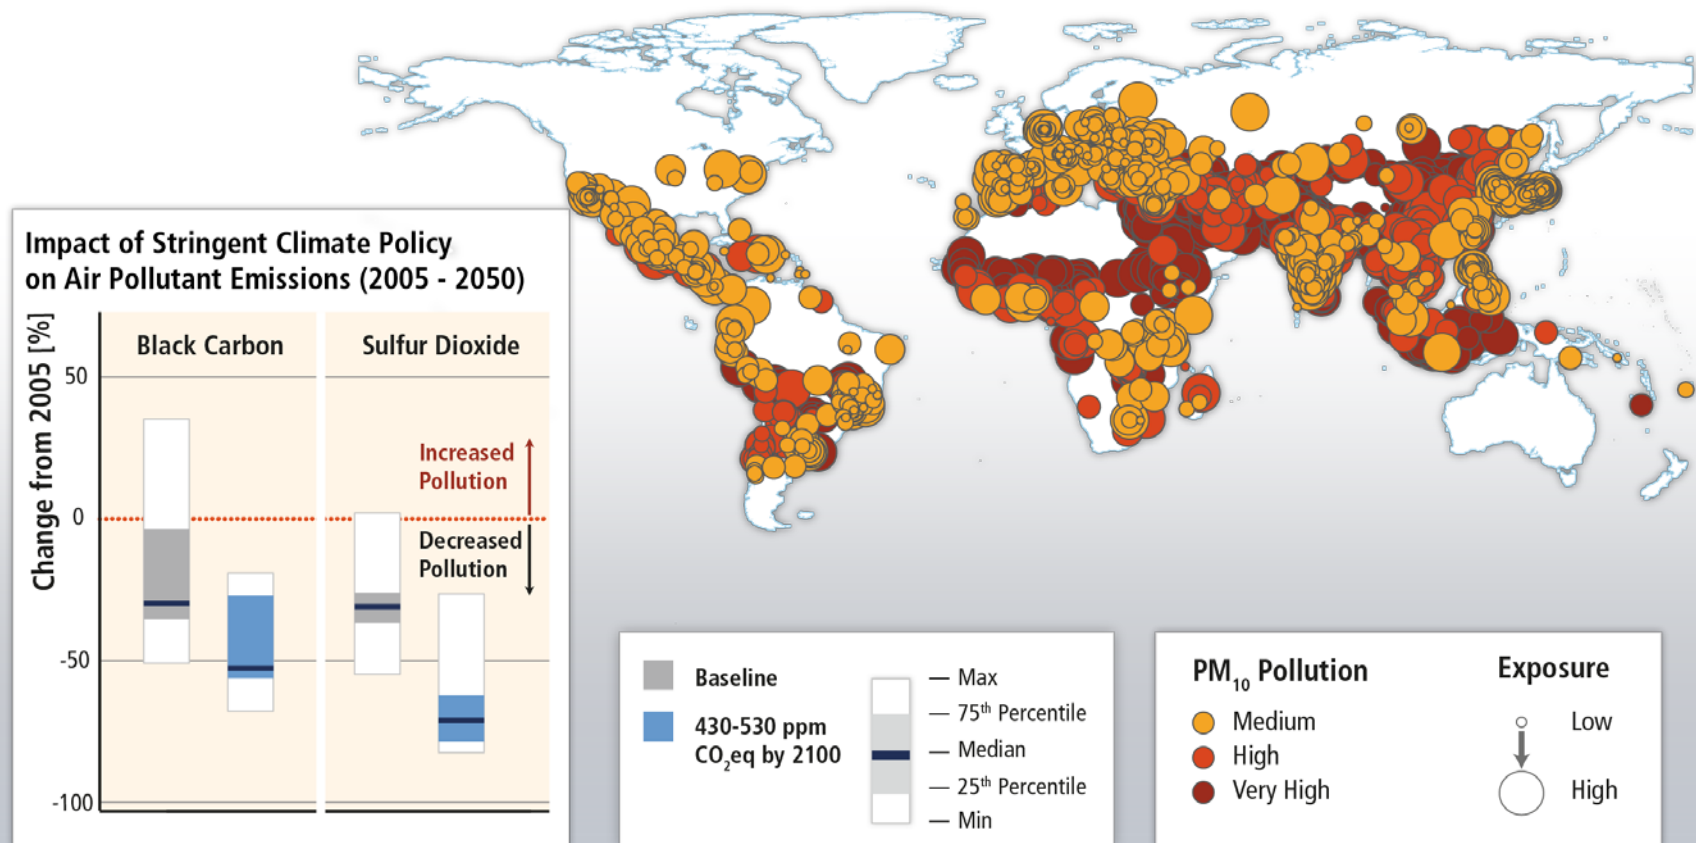 Impact of Stringent Climate Policy
on Air Pollutant Emissions (2005 - 2050)
Change from 2005 [%]
Black Carbon
Sulfur Dioxide
50
0
-50
-100
Increased
Pollution
Decreased
Pollution
Baseline
430-530 ppm
CO₂eq by 2100
Max
75th Percentile
Median
25th Percentile
Min
PM₁₀ Pollution
Medium
High
Very High
Exposure
Low
High